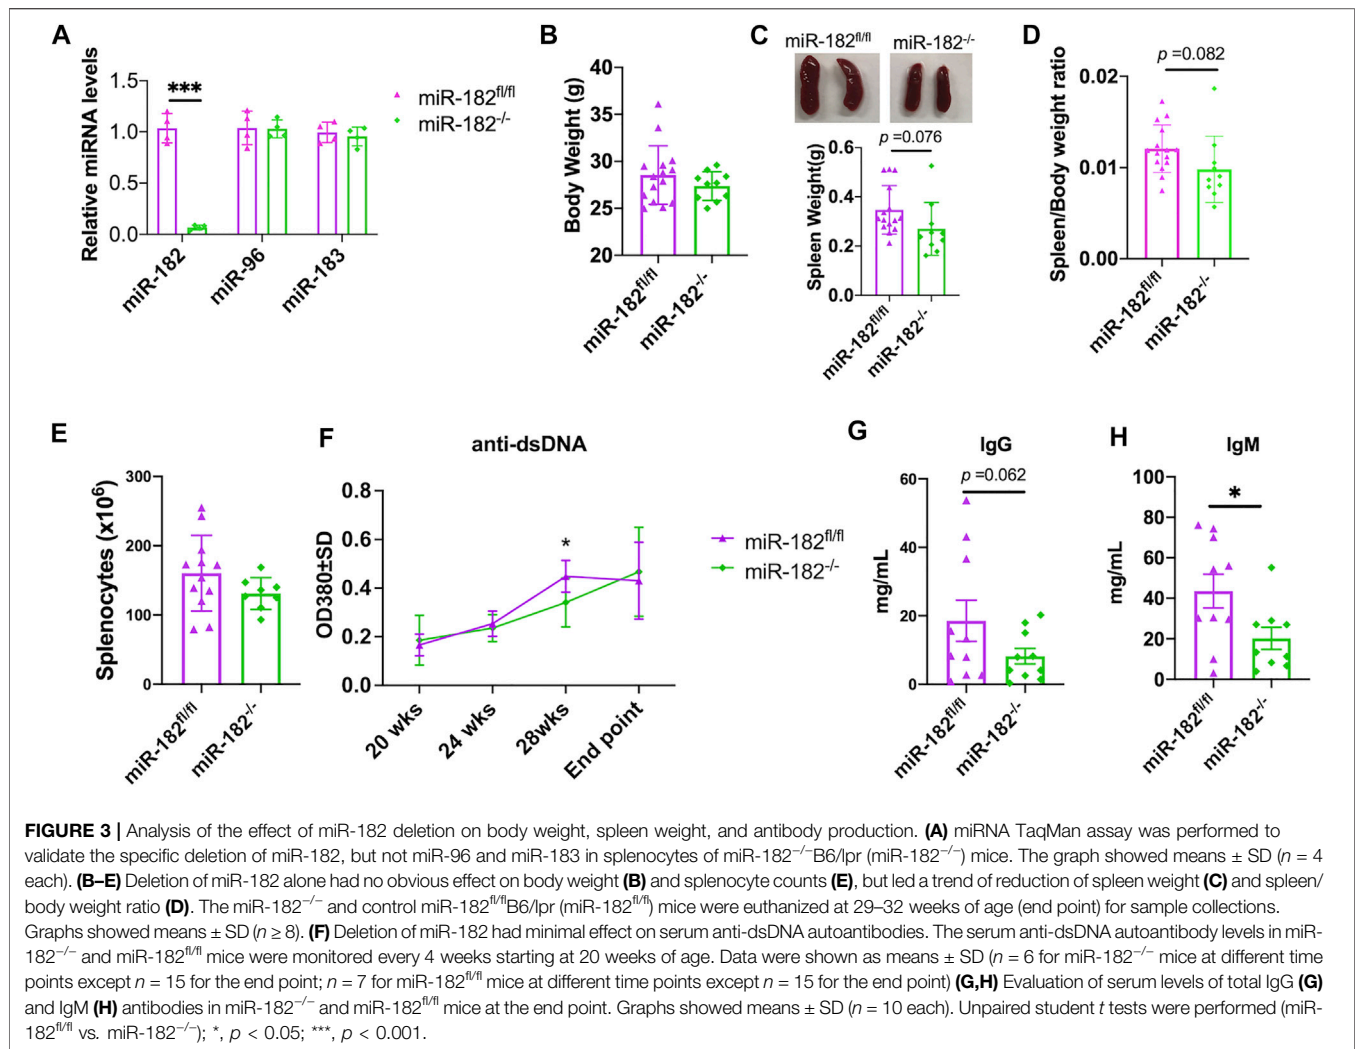 A
Relative miRNA levels
1.5
1.0
0.5
0.0
***
miR-182
miR-96
miR-183
miR-182fl/fl
miR-182-/-
B
Body Weight (g)
40
35
30
25
20
miR-182fl/fl
miR-182-/-
C
miR-182fl/fl
miR-182-/-
p =0.076
Spleen Weight(g)
0.6
0.4
0.2
0.0
miR-182fl/fl
miR-182-/-
D
p =0.082
Spleen/Body weight ratio
0.02
0.01
0.00
miR-182fl/fl
miR-182-/-
E
Splenocytes (x10⁶)
300
200
100
0
miR-182fl/fl
miR-182-/-
F
anti-dsDNA
OD380±SD
0.8
0.6
0.4
0.2
0.0
*
20 wks
24 wks
28wks
End point
miR-182fl/fl
miR-182-/-
G
IgG
p =0.062
mg/mL
60
40
20
0
miR-182fl/fl
miR-182-/-
H
IgM
*
mg/mL
100
80
60
40
20
0
miR-182fl/fl
miR-182-/-
FIGURE 3 | Analysis of the effect of miR-182 deletion on body weight, spleen weight, and antibody production. (A) miRNA TaqMan assay was performed to
validate the specific deletion of miR-182, but not miR-96 and miR-183 in splenocytes of miR-182−/−B6/lpr (miR-182−/−) mice. The graph showed means ± SD (n = 4
each). (B–E) Deletion of miR-182 alone had no obvious effect on body weight (B) and splenocyte counts (E), but led a trend of reduction of spleen weight (C) and spleen/
body weight ratio (D). The miR-182−/− and control miR-182fl/flB6/lpr (miR-182fl/fl) mice were euthanized at 29–32 weeks of age (end point) for sample collections.
Graphs showed means ± SD (n ≥ 8). (F) Deletion of miR-182 had minimal effect on serum anti-dsDNA autoantibodies. The serum anti-dsDNA autoantibody levels in miR-
182−/− and miR-182fl/fl mice were monitored every 4 weeks starting at 20 weeks of age. Data were shown as means ± SD (n = 6 for miR-182−/− mice at different time
points except n = 15 for the end point; n = 7 for miR-182fl/fl mice at different time points except n = 15 for the end point) (G,H) Evaluation of serum levels of total IgG (G)
and IgM (H) antibodies in miR-182−/− and miR-182fl/fl mice at the end point. Graphs showed means ± SD (n = 10 each). Unpaired student t tests were performed (miR-
182fl/fl vs. miR-182−/−); *, p < 0.05; ***, p < 0.001.